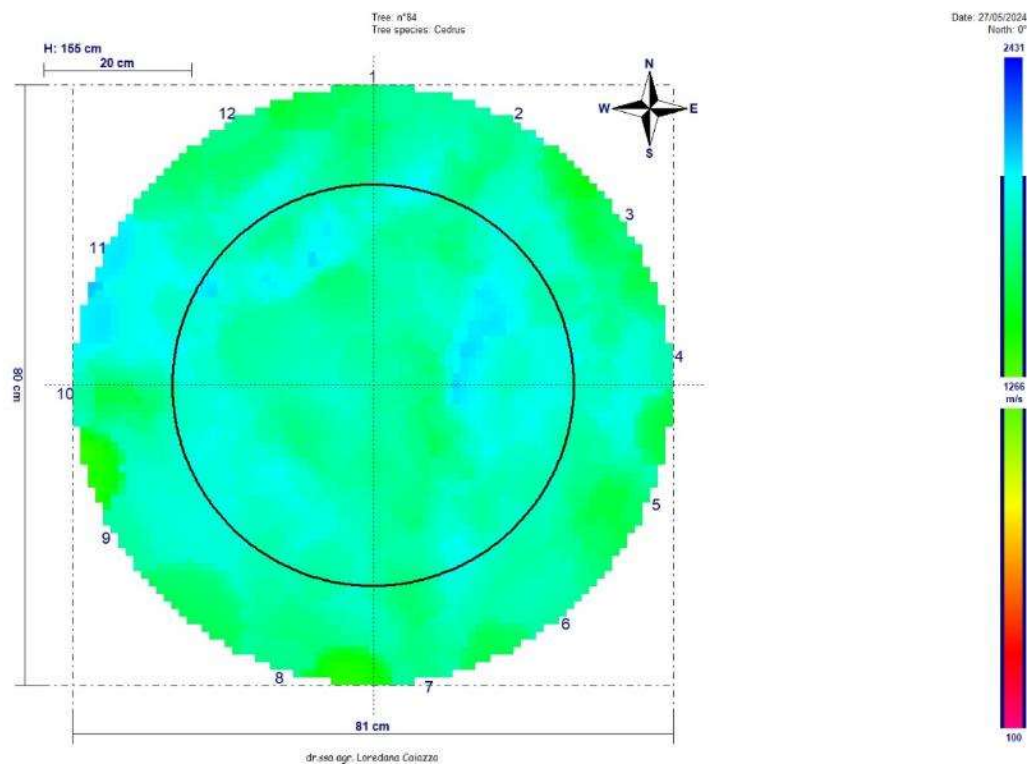 Tree: n°84
Tree species: Cedrus
Date: 27/05/2024
North: 0°
H: 155 cm
20 cm
2431
N
W E
S
1
2
3
4
5
6
7
8
9
10
11
12
80 cm
1266
m/s
81 cm
100
dr.ssa agr. Loredana Caiazza